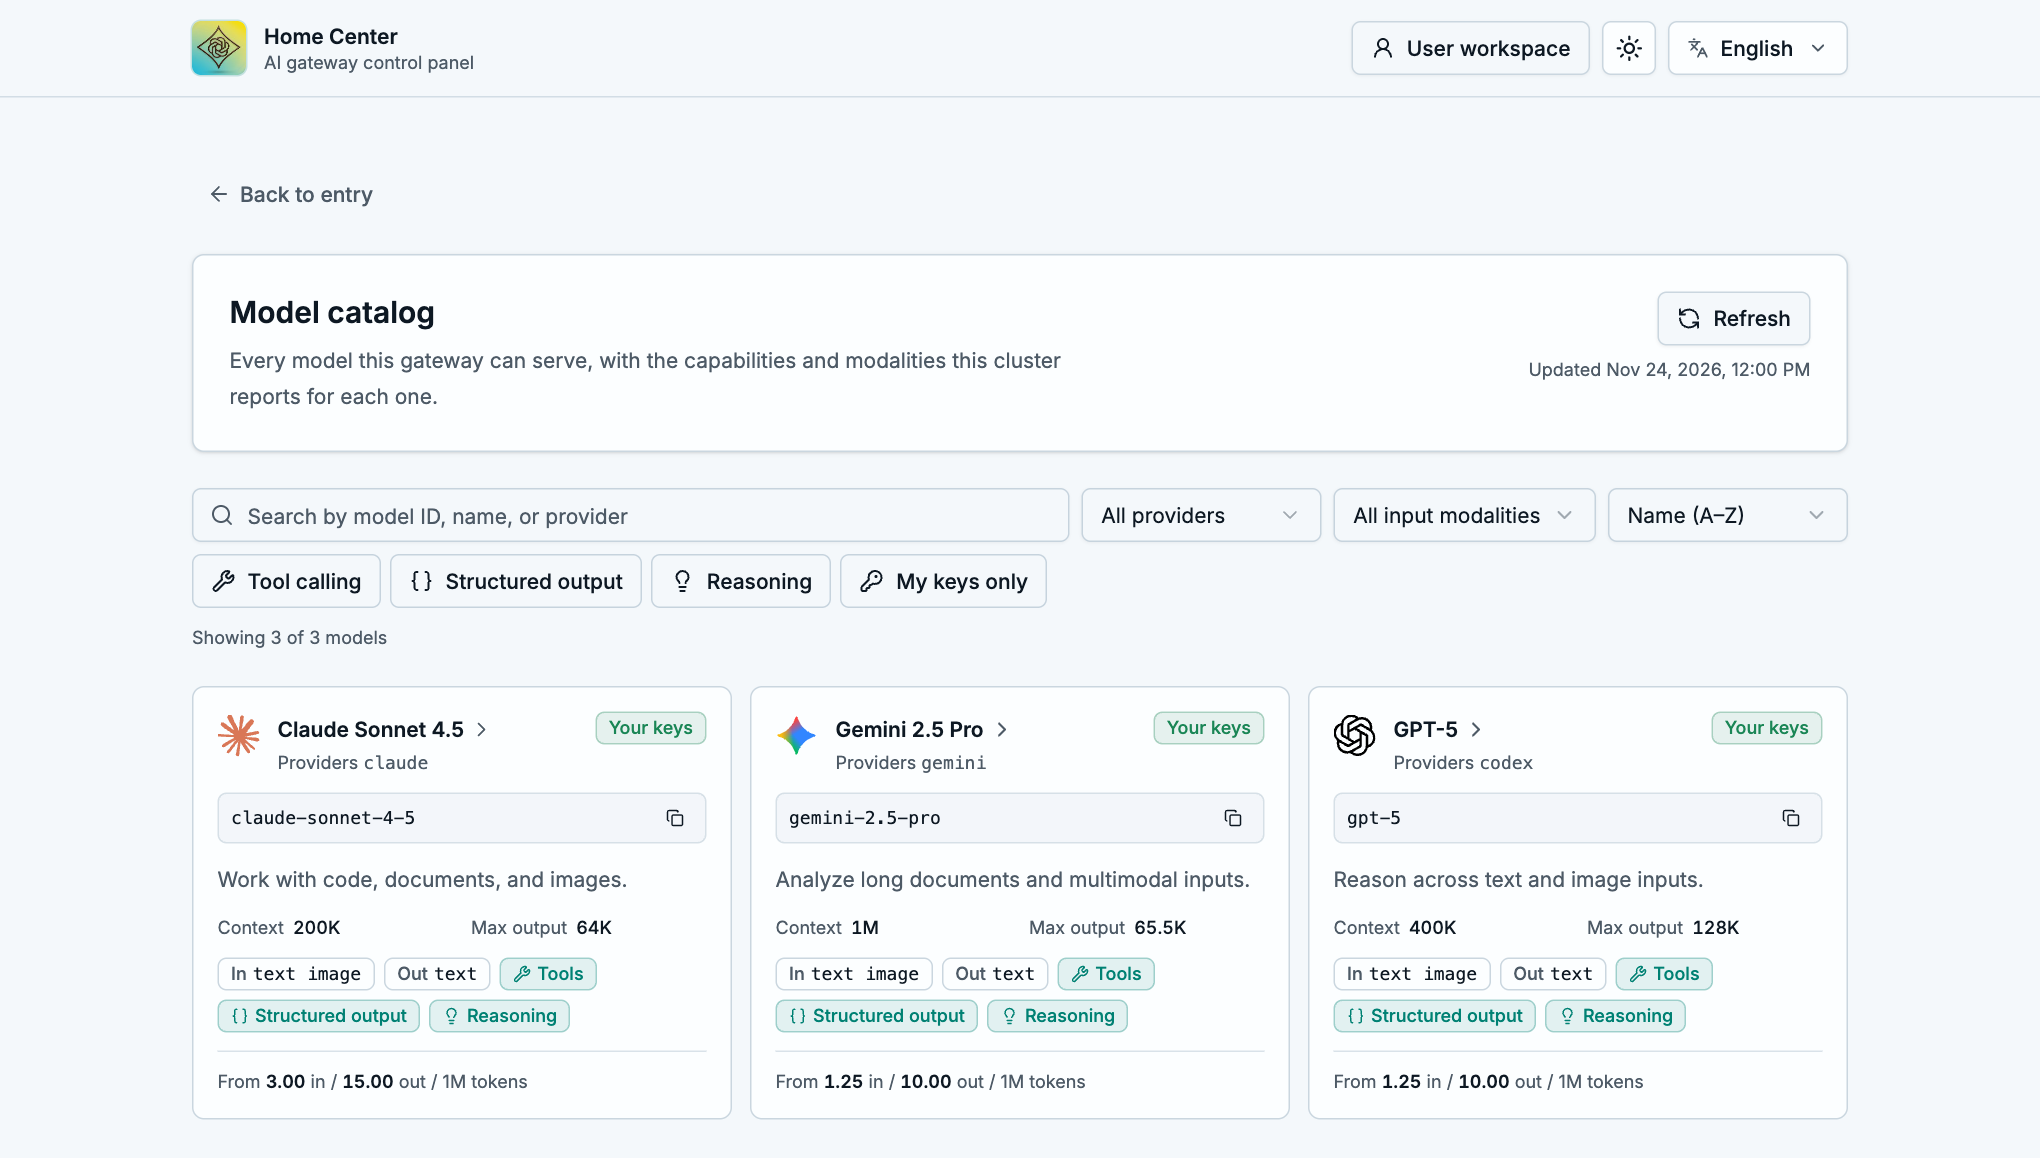 Home Center
AI gateway control panel
User workspace
English
Back to entry
Model catalog
Every model this gateway can serve, with the capabilities and modalities this cluster
reports for each one.
Refresh
Updated Nov 24, 2026, 12:00 PM
Search by model ID, name, or provider
All providers
All input modalities
Name (A–Z)
Tool calling
{} Structured output
Reasoning
My keys only
Showing 3 of 3 models
Claude Sonnet 4.5
Your keys
Providers claude
claude-sonnet-4-5
Work with code, documents, and images.
Context 200K
Max output 64K
In text image
Out text
Tools
{} Structured output
Reasoning
From 3.00 in / 15.00 out / 1M tokens
Gemini 2.5 Pro
Your keys
Providers gemini
gemini-2.5-pro
Analyze long documents and multimodal inputs.
Context 1M
Max output 65.5K
In text image
Out text
Tools
{} Structured output
Reasoning
From 1.25 in / 10.00 out / 1M tokens
GPT-5
Your keys
Providers codex
gpt-5
Reason across text and image inputs.
Context 400K
Max output 128K
In text image
Out text
Tools
{} Structured output
Reasoning
From 1.25 in / 10.00 out / 1M tokens